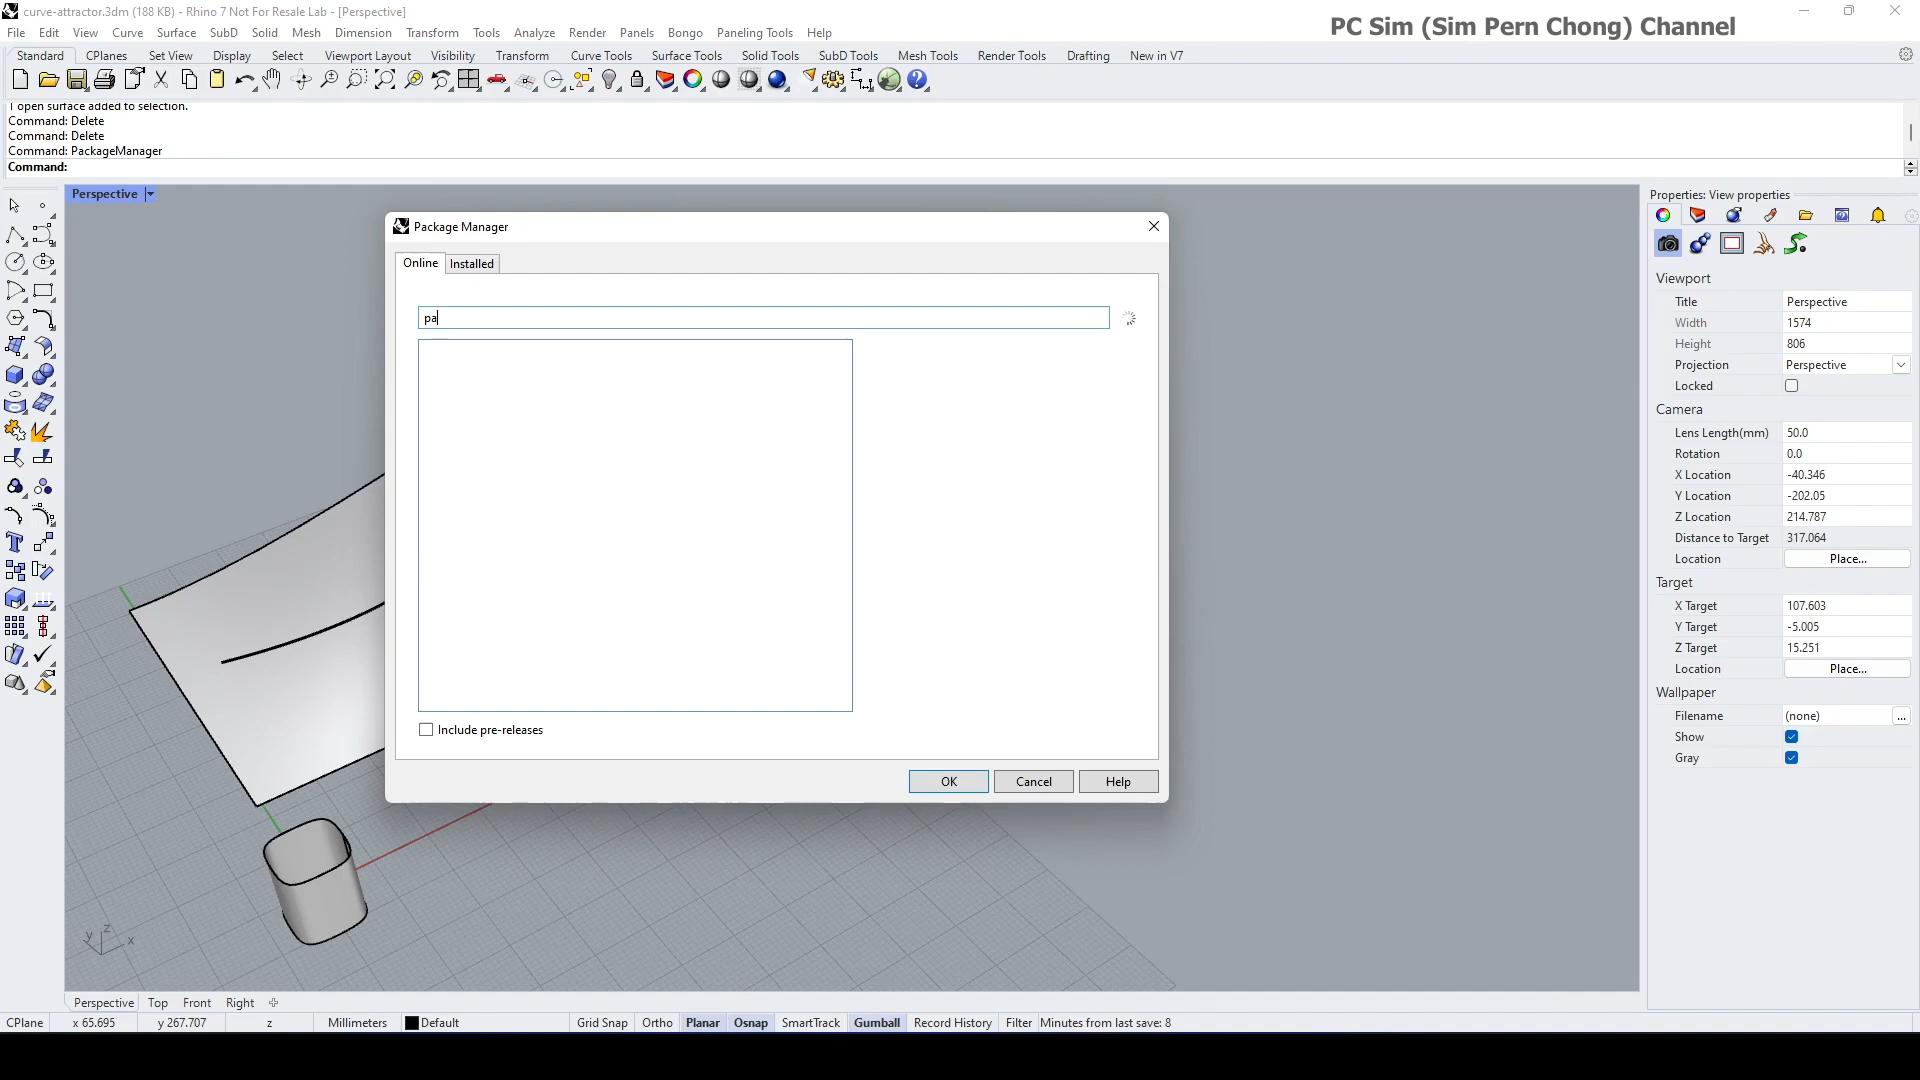 curve-attractor.3dm (188 KB) - Rhino 7 Not For Resale Lab - [Perspective]
PC Sim (Sim Pern Chong) Channel
File Edit View Curve Surface SubD Solid Mesh Dimension Transform Tools Analyze Render Panels Bongo Paneling Tools Help
Standard CPlanes Set View Display Select Viewport Layout Visibility Transform Curve Tools Surface Tools Solid Tools SubD Tools Mesh Tools Render Tools Drafting New in V7
1 open surface added to selection.
Command: Delete
Command: Delete
Command: PackageManager
Command:
Perspective
Package Manager
Online Installed
pa
Include pre-releases
OK Cancel Help
Properties: View properties
Viewport
Title Perspective
Width 1574
Height 806
Projection Perspective
Locked
Camera
Lens Length(mm) 50.0
Rotation 0.0
X Location -40.346
Y Location -202.05
Z Location 214.787
Distance to Target 317.064
Location Place...
Target
X Target 107.603
Y Target -5.005
Z Target 15.251
Location Place...
Wallpaper
Filename (none) ...
Show
Gray
y z x
Perspective Top Front Right
CPlane x 65.695 y 267.707 z Millimeters Default Grid Snap Ortho Planar Osnap SmartTrack Gumball Record History Filter Minutes from last save: 8